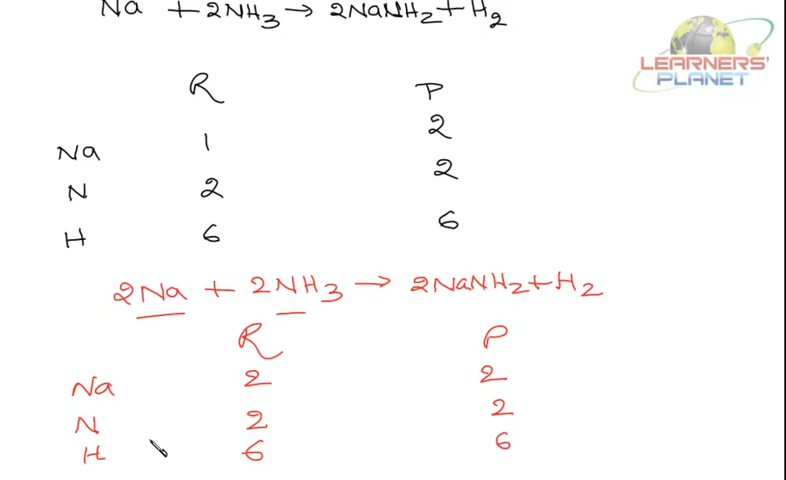 Na + 2NH3 → 2NaNH2 + H2
LEARNERS'
PLANET
R P
Na 1 2
N 2 2
H 6 6
2Na + 2NH3 → 2NaNH2 + H2
R P
Na 2 2
N 2 2
H 6 6